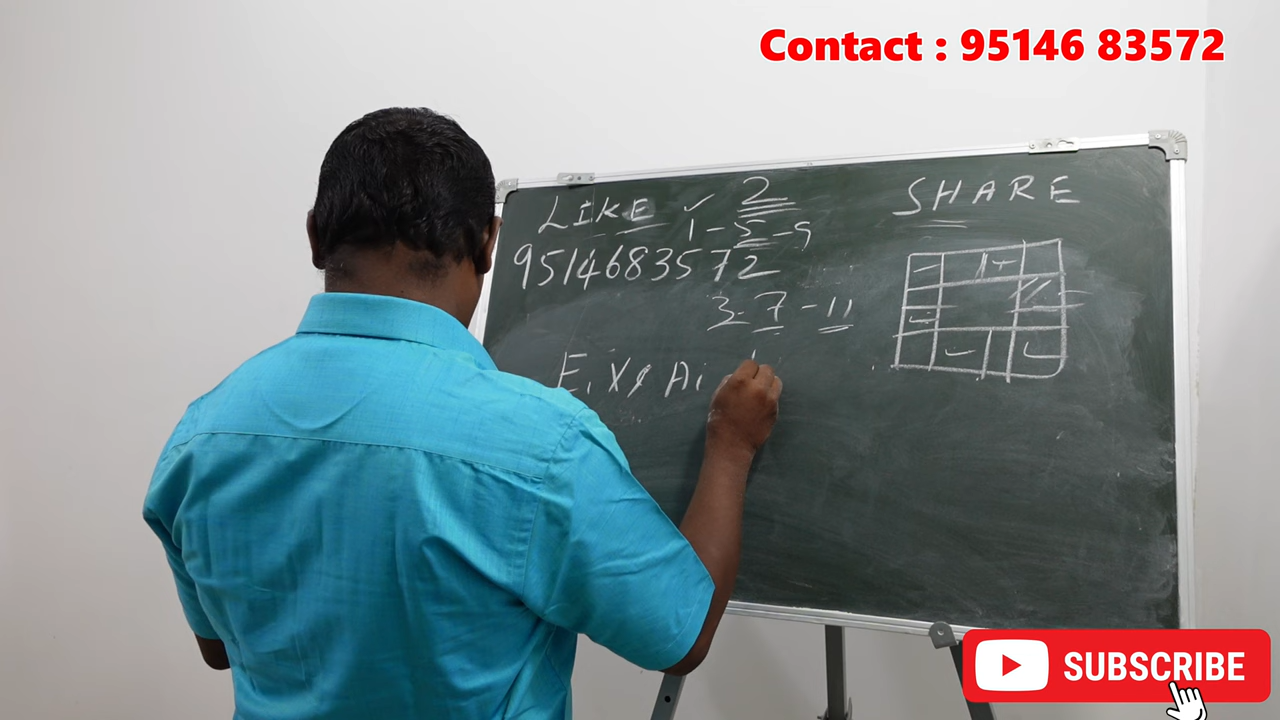 Contact : 95146 83572
LIKE ✓ 2
SHARE
1 - 5 - 9
9514683572
3 - 7 - 11
SUBSCRIBE